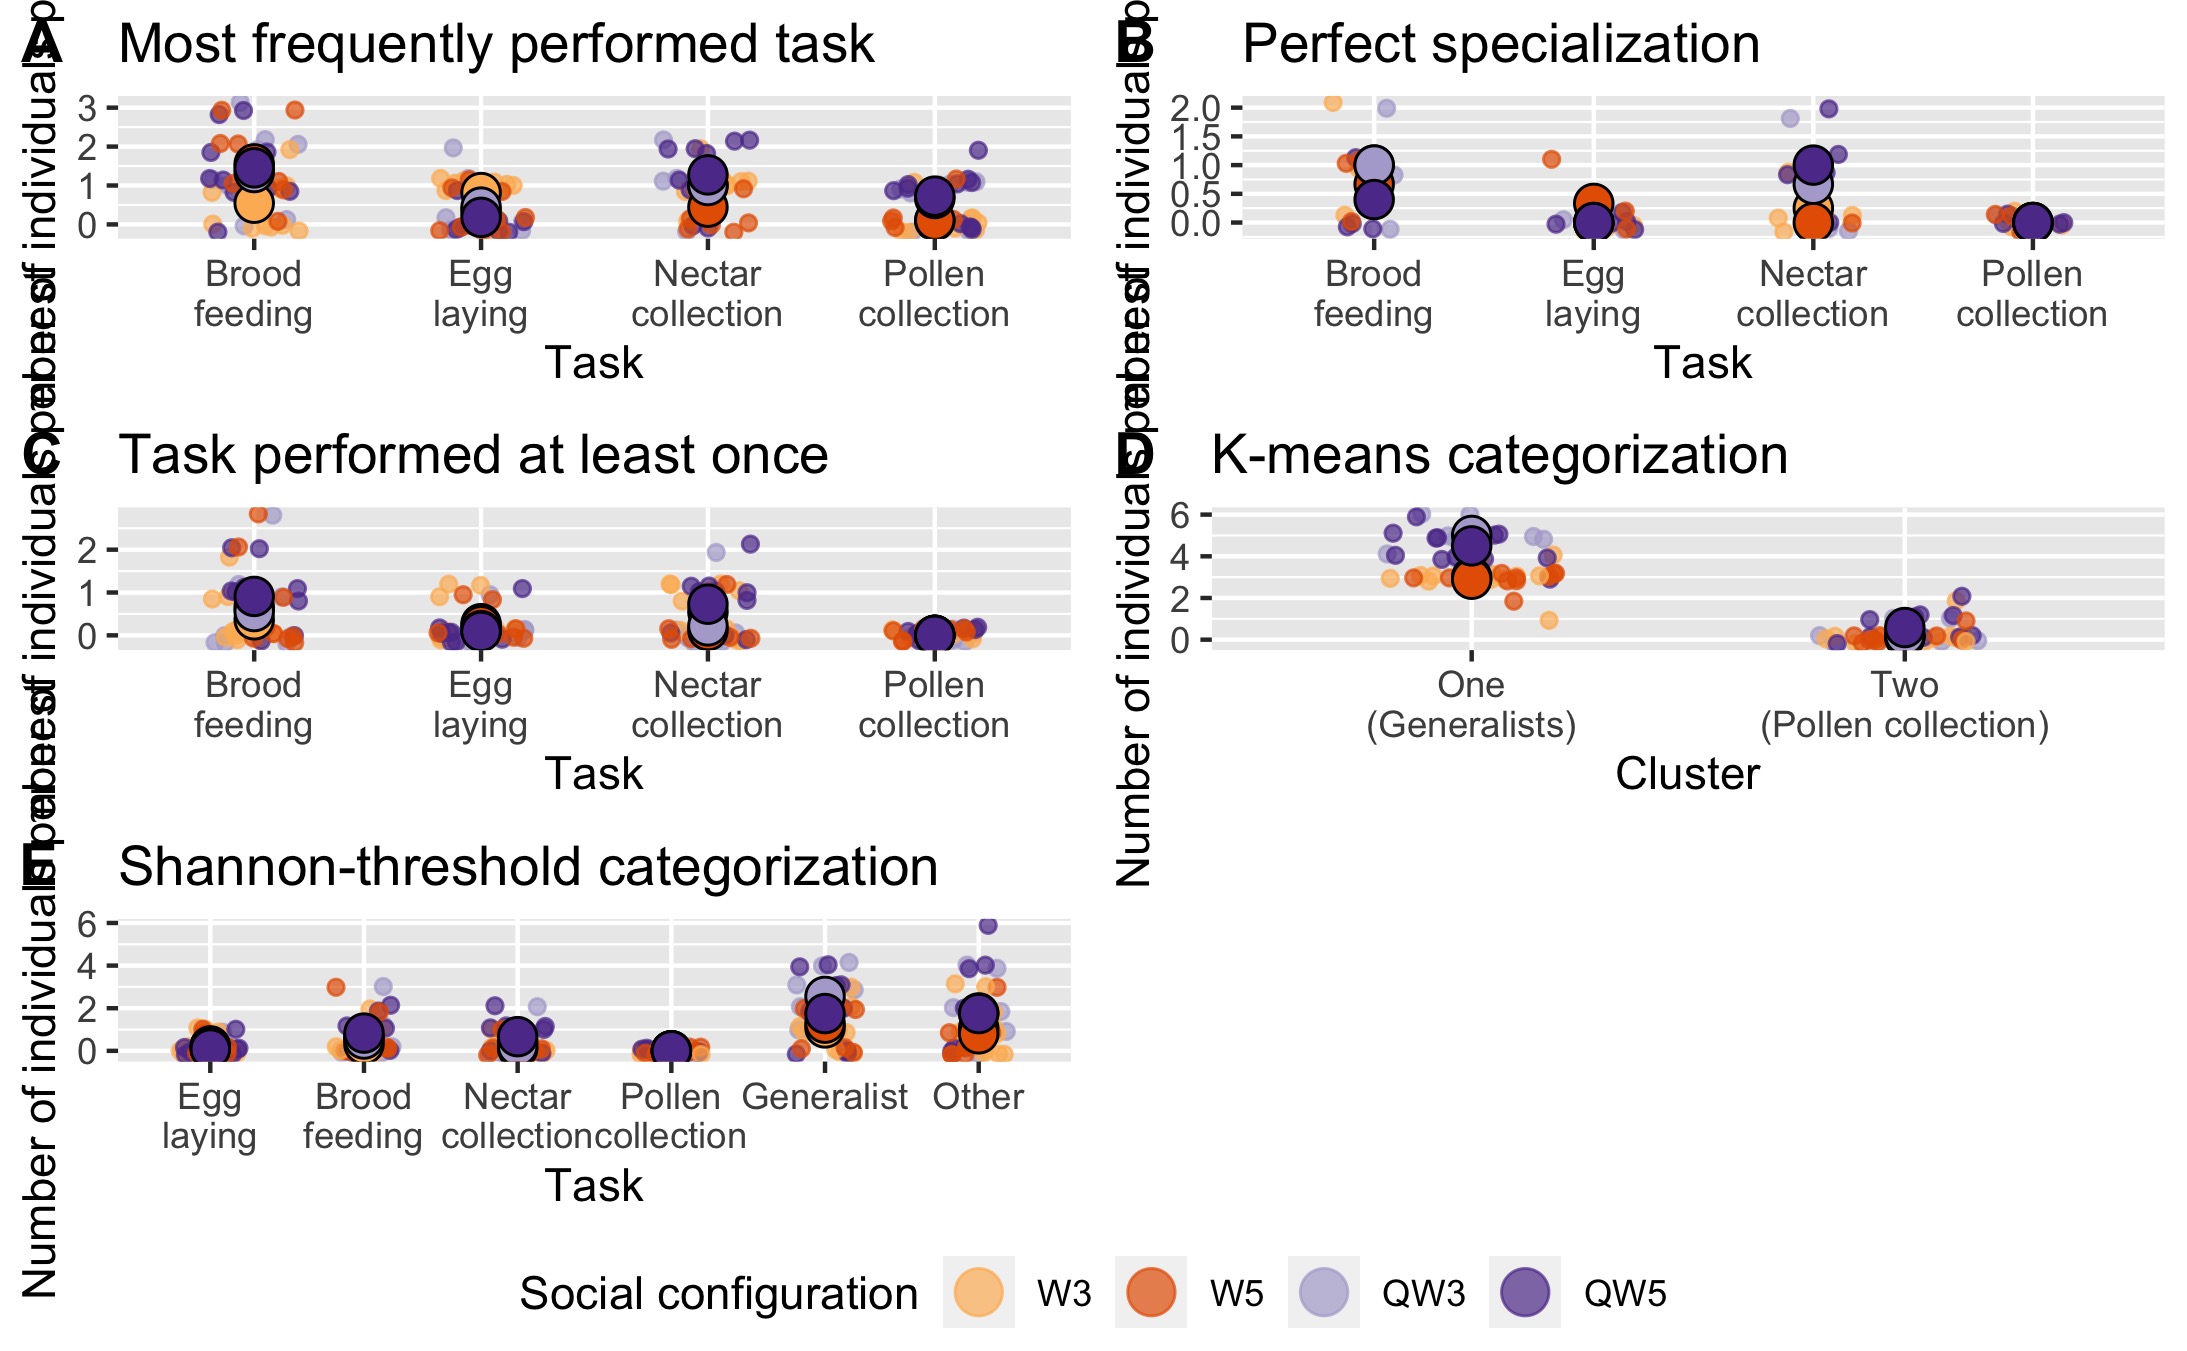 A Most frequently performed task
3
2
1
0
Brood feeding
Egg laying
Nectar collection
Pollen collection
Task
B Perfect specialization
2.0
1.5
1.0
0.5
0.0
Brood feeding
Egg laying
Nectar collection
Pollen collection
Task
C Task performed at least once
2
1
0
Brood feeding
Egg laying
Nectar collection
Pollen collection
Task
D K-means categorization
Number of individuals
6
4
2
0
One (Generalists)
Two (Pollen collection)
Cluster
E Shannon-threshold categorization
Number of individuals
6
4
2
0
Egg laying
Brood feeding
Nectar collection
Pollen collection
Generalist
Other
Task
Social configuration W3 W5 QW3 QW5